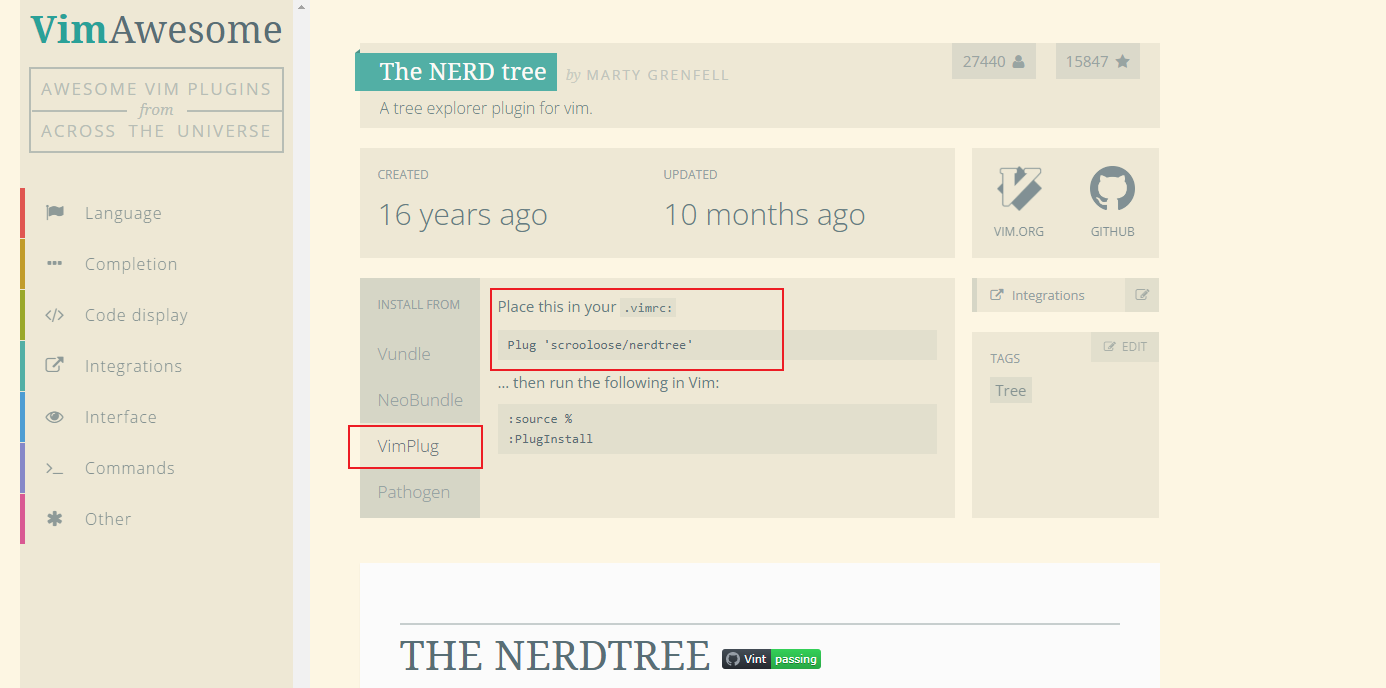 VimAwesome
AWESOME VIM PLUGINS
from
ACROSS THE UNIVERSE
Language
Completion
Code display
Integrations
Interface
Commands
Other
The NERD tree by MARTY GRENFELL
27440
15847
A tree explorer plugin for vim.
CREATED
16 years ago
UPDATED
10 months ago
VIM.ORG
GITHUB
INSTALL FROM
Vundle
NeoBundle
VimPlug
Pathogen
Place this in your .vimrc:
Plug 'scrooloose/nerdtree'
... then run the following in Vim:
:source %
:PlugInstall
Integrations
TAGS
EDIT
Tree
THE NERDTREE
Vint passing